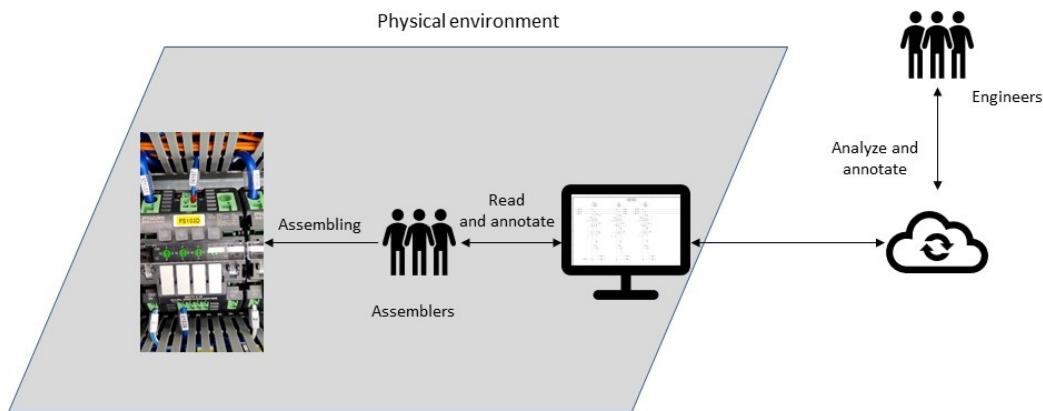 Physical environment
Engineers
Analyze and
annotate
Read
and annotate
Assembling
Assemblers